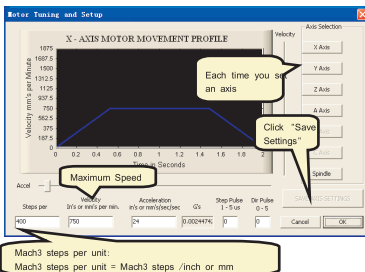 Motor Tuning and Setup
Axis Selection
X - AXIS MOTOR MOVEMENT PROFILE
Velocity
Velocity mm's per Minute
1875
1687.5
1500
1312.5
1125
937.5
750
562.5
375
187.5
0
0 0.2 0.4 0.6 0.8 1 1.2 1.4 1.6 1.8 2
Time in Seconds
X Axis
Y Axis
Z Axis
A Axis
Spindle
Each time you set
an axis
Click "Save
Settings"
Maximum Speed
Accel
Steps per
Velocity
In's or mm's per min.
Acceleration
in's or mm's/sec/sec
G's
Step Pulse
1 - 5 us
Dir Pulse
0 - 5
SAVE AXIS SETTINGS
400
750
24
0.0024474
0
0
Cancel
OK
Mach3 steps per unit:
Mach3 steps per unit = Mach3 steps /inch or mm